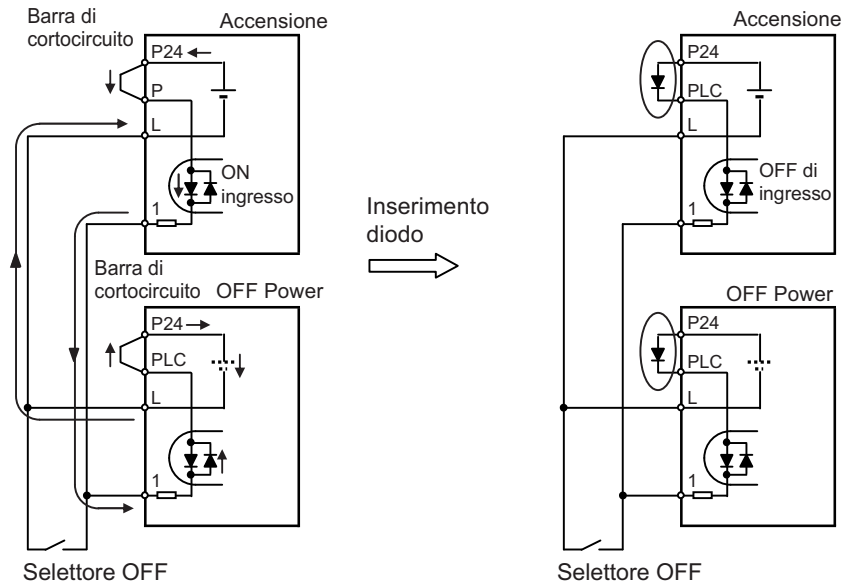 Barra di
cortocircuito
Accensione
P24
P
L
ON
ingresso
1
Barra di
cortocircuito
OFF Power
P24
PLC
L
1
Selettore OFF
Inserimento
diodo
Accensione
P24
PLC
L
OFF di
ingresso
1
OFF Power
P24
PLC
L
1
Selettore OFF